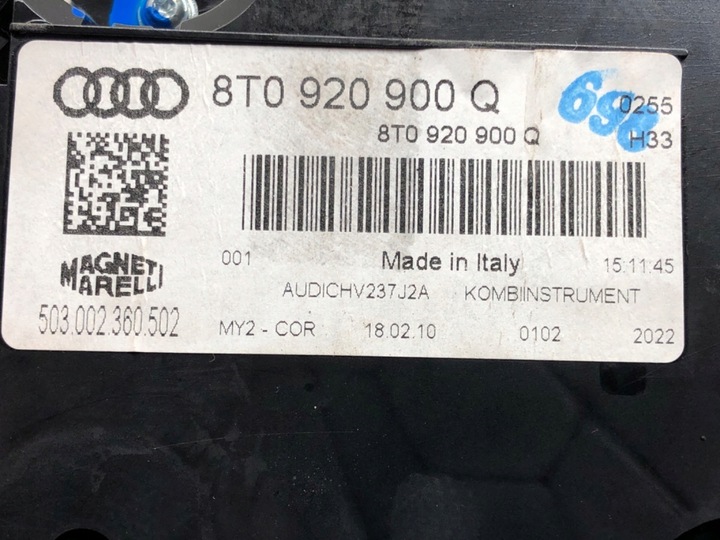 8T0 920 900 Q
0255
8T0 920 900 Q
H33
MAGNETI MARELLI
001 Made in Italy 15:11:45
AUDICHV237J2A KOMBIINSTRUMENT
503.002.360.502
MY2 - COR 18.02.10 0102 2022